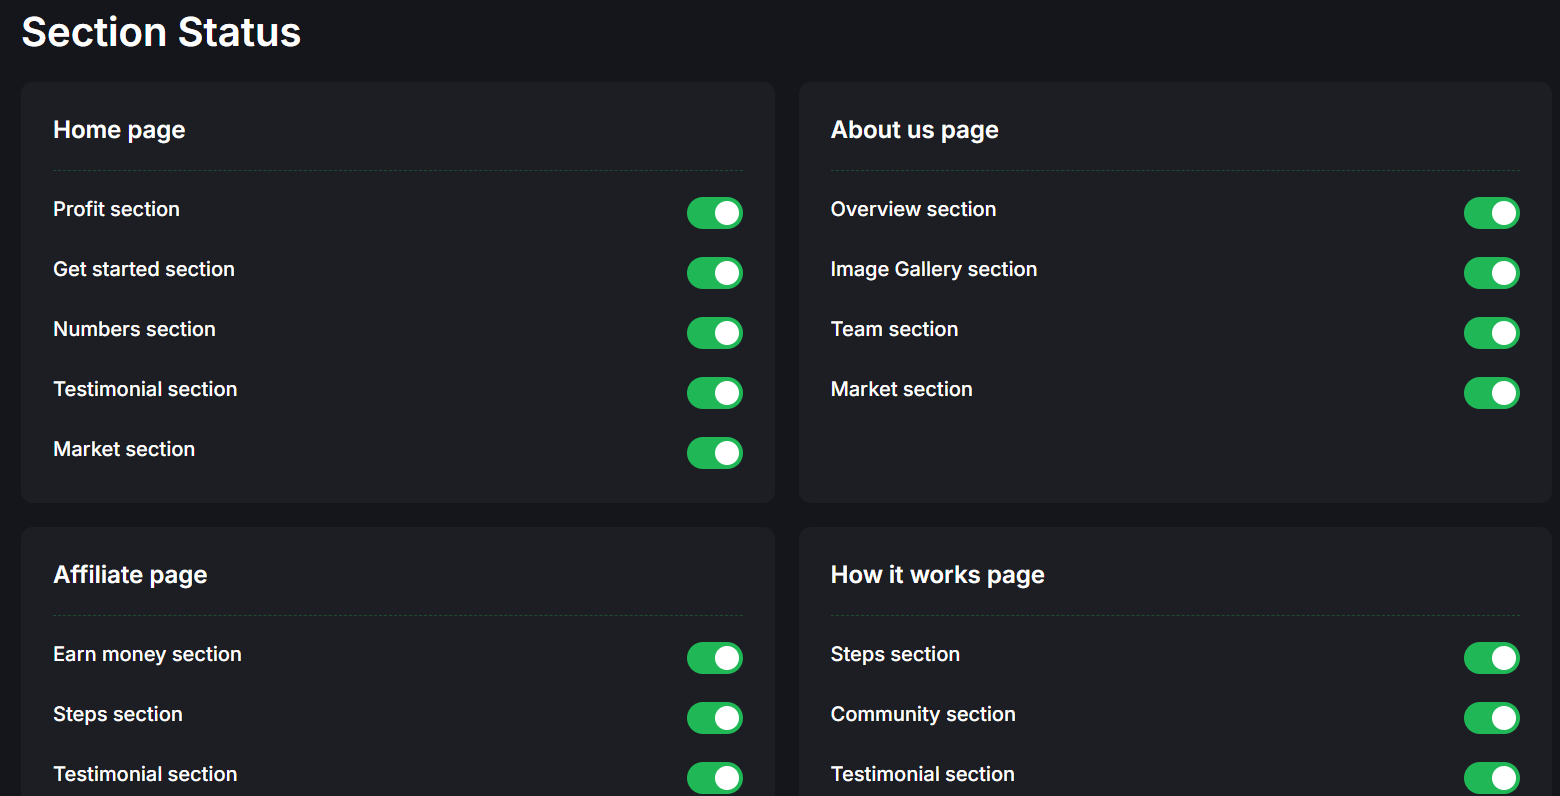 Section Status
Home page
Profit section
Get started section
Numbers section
Testimonial section
Market section
About us page
Overview section
Image Gallery section
Team section
Market section
Affiliate page
Earn money section
Steps section
Testimonial section
How it works page
Steps section
Community section
Testimonial section